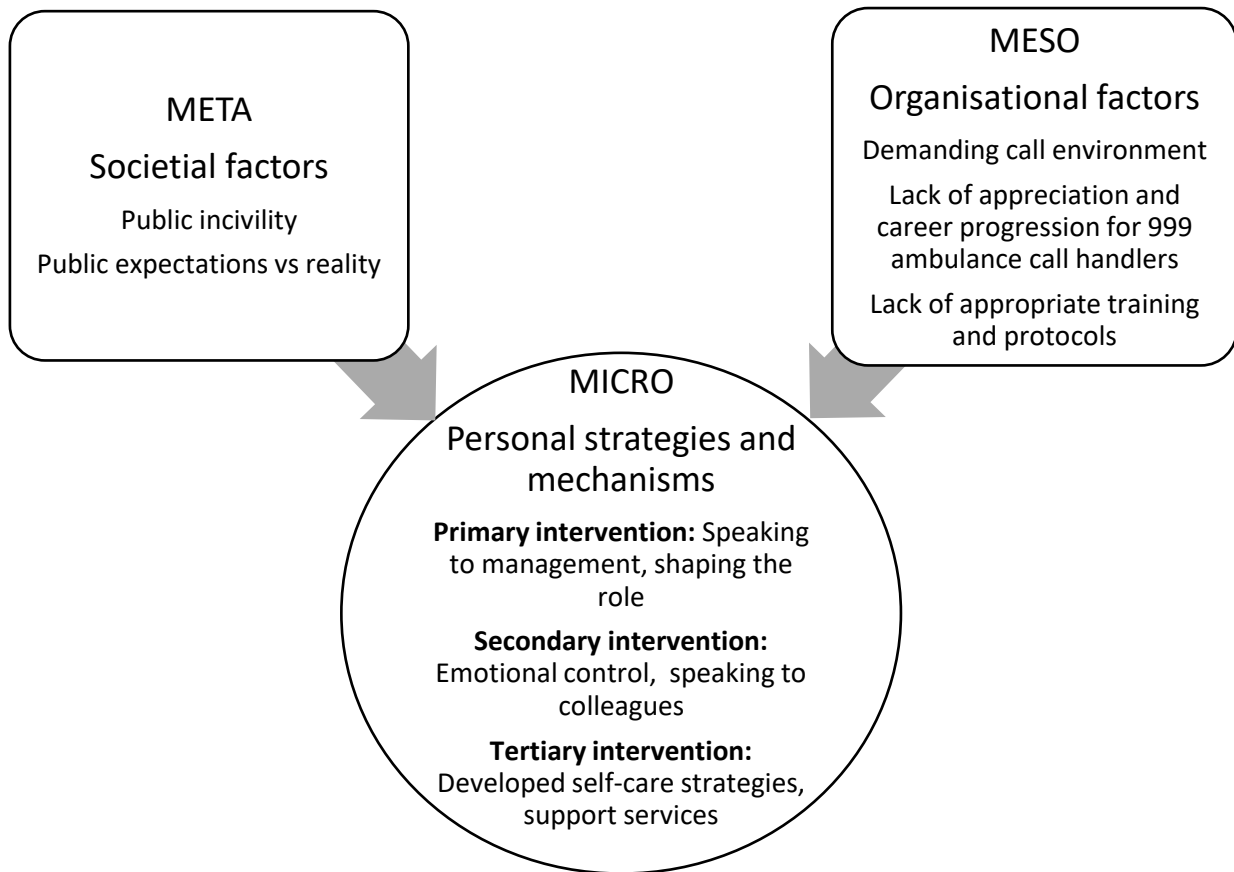 META
Societial factors
Public incivility
Public expectations vs reality
MESO
Organisational factors
Demanding call environment
Lack of appreciation and
career progression for 999
ambulance call handlers
Lack of appropriate training
and protocols
MICRO
Personal strategies and
mechanisms
Primary intervention: Speaking
to management, shaping the
role
Secondary intervention:
Emotional control,  speaking to
colleagues
Tertiary intervention:
Developed self-care strategies,
support services